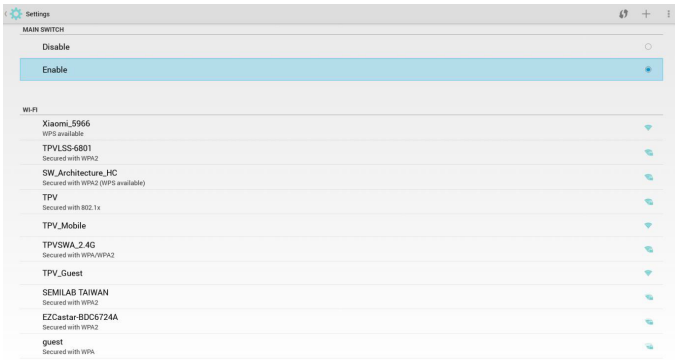 Settings
MAIN SWITCH
Disable
Enable
WI-FI
Xiaomi_5966
WPS available
TPVLSS-6801
Secured with WPA2
SW_Architecture_HC
Secured with WPA2 (WPS available)
TPV
Secured with 802.1x
TPV_Mobile
TPVSWA_2.4G
Secured with WPA/WPA2
TPV_Guest
SEMILAB TAIWAN
Secured with WPA2
EZCastar-BDC6724A
Secured with WPA2
guest
Secured with WPA